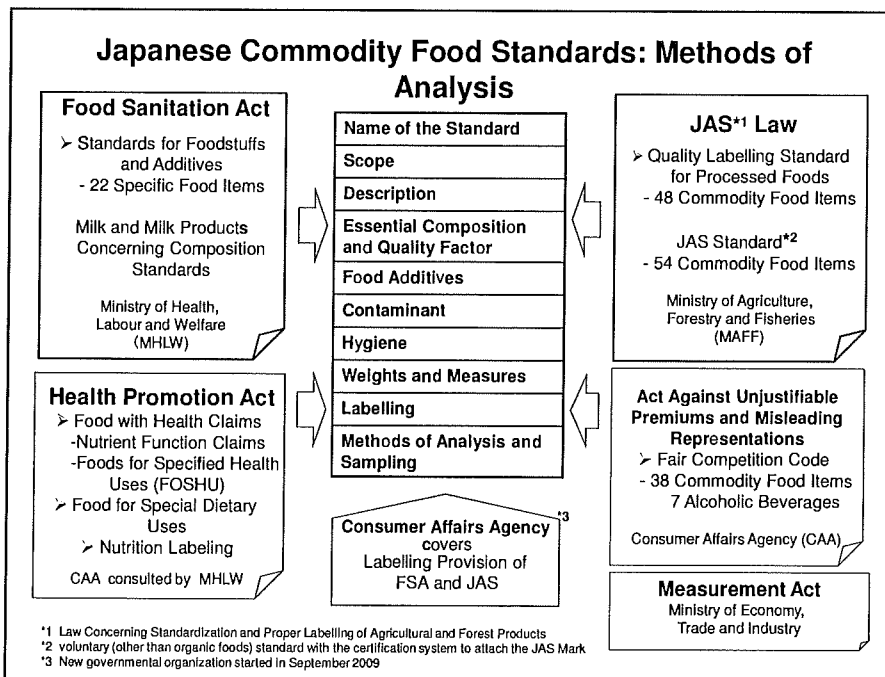 Japanese Commodity Food Standards: Methods of
Analysis
Food Sanitation Act
➢ Standards for Foodstuffs
and Additives
- 22 Specific Food Items
Milk and Milk Products
Concerning Composition
Standards
Ministry of Health,
Labour and Welfare
(MHLW)
Health Promotion Act
➢ Food with Health Claims
-Nutrient Function Claims
-Foods for Specified Health
Uses (FOSHU)
➢ Food for Special Dietary
Uses
➢ Nutrition Labeling
CAA consulted by MHLW
Name of the Standard
Scope
Description
Essential Composition
and Quality Factor
Food Additives
Contaminant
Hygiene
Weights and Measures
Labelling
Methods of Analysis and
Sampling
*3
Consumer Affairs Agency
covers
Labelling Provision of
FSA and JAS
JAS*1 Law
➢ Quality Labelling Standard
for Processed Foods
- 48 Commodity Food Items
JAS Standard*2
- 54 Commodity Food Items
Ministry of Agriculture,
Forestry and Fisheries
(MAFF)
Act Against Unjustifiable
Premiums and Misleading
Representations
➢ Fair Competition Code
- 38 Commodity Food Items
7 Alcoholic Beverages
Consumer Affairs Agency (CAA)
Measurement Act
Ministry of Economy,
Trade and Industry
*1 Law Concerning Standardization and Proper Labelling of Agricultural and Forest Products
*2 voluntary (other than organic foods) standard with the certification system to attach the JAS Mark
*3 New governmental organization started in September 2009